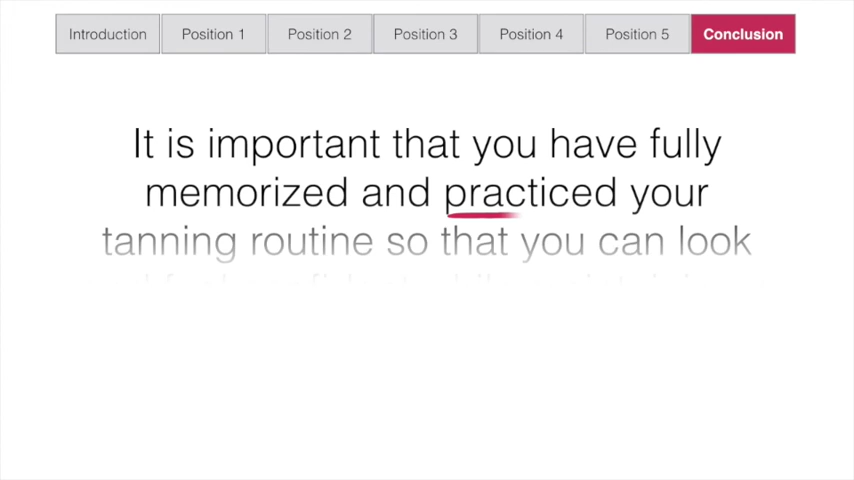 Introduction Position 1 Position 2 Position 3 Position 4 Position 5 Conclusion
It is important that you have fully
memorized and practiced your
tanning routine so that you can look